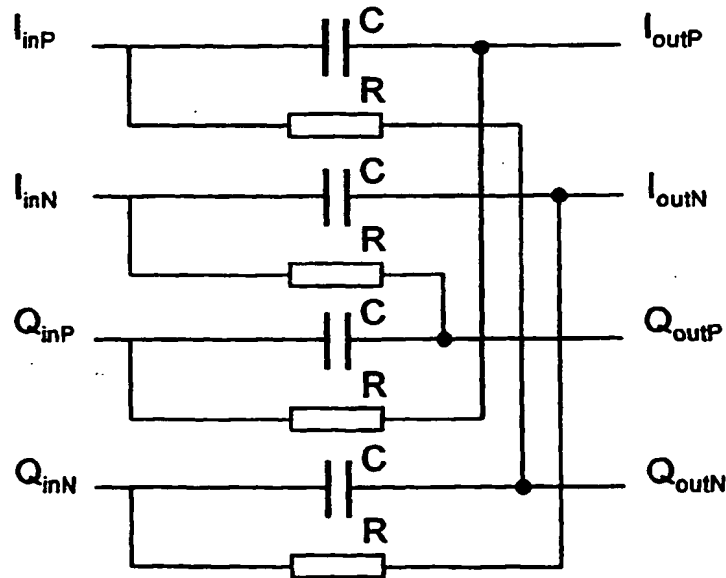 I_inP C I_outP
R
I_inN C I_outN
R
Q_inP C Q_outP
R
Q_inN C Q_outN
R